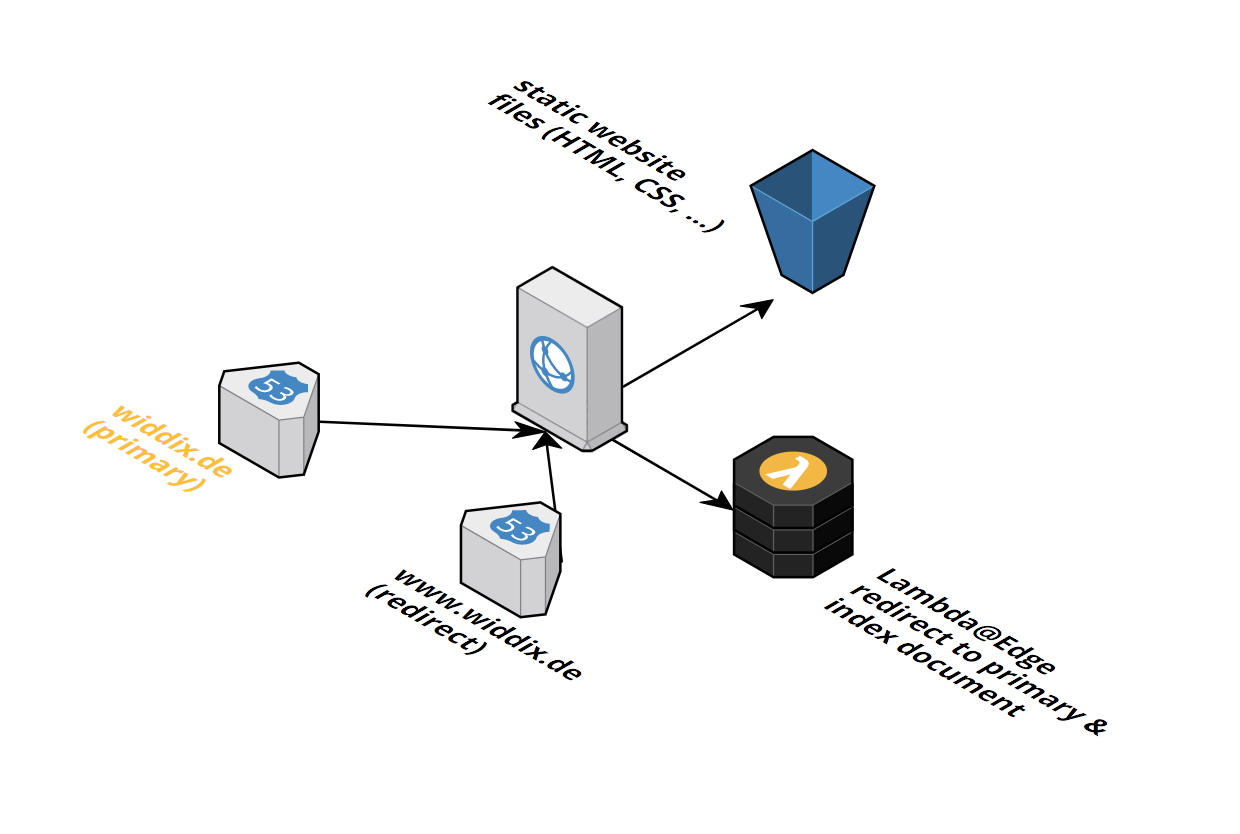 static website
files (HTML, CSS, ...)
53
widdix.de
(primary)
53
www.widdix.de
(redirect)
λ
Lambda@Edge
redirect to primary &
index document